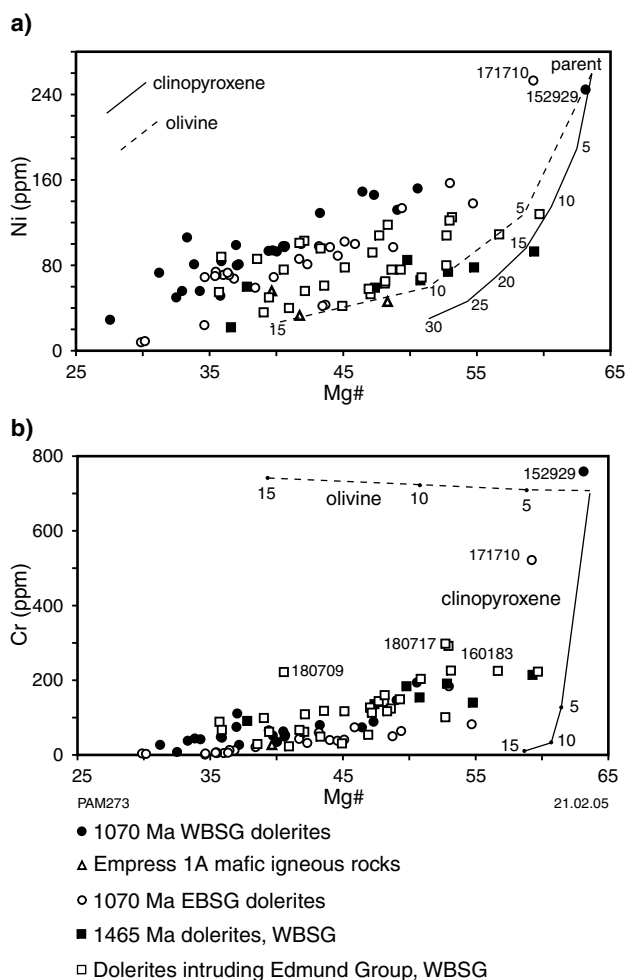 a)
parent
171710
152929
clinopyroxene
olivine
240
160
80
0
Ni (ppm)
5
10
15
20
25
30
5
10
15
25 35 45 55 65
Mg#
b)
800
600
400
200
0
Cr (ppm)
152929
15 olivine 10 5
171710
clinopyroxene
180717
160183
180709
5
10
15
25 35 45 55 65
Mg#
PAM273 21.02.05
1070 Ma WBSG dolerites
Empress 1A mafic igneous rocks
1070 Ma EBSG dolerites
1465 Ma dolerites, WBSG
Dolerites intruding Edmund Group, WBSG